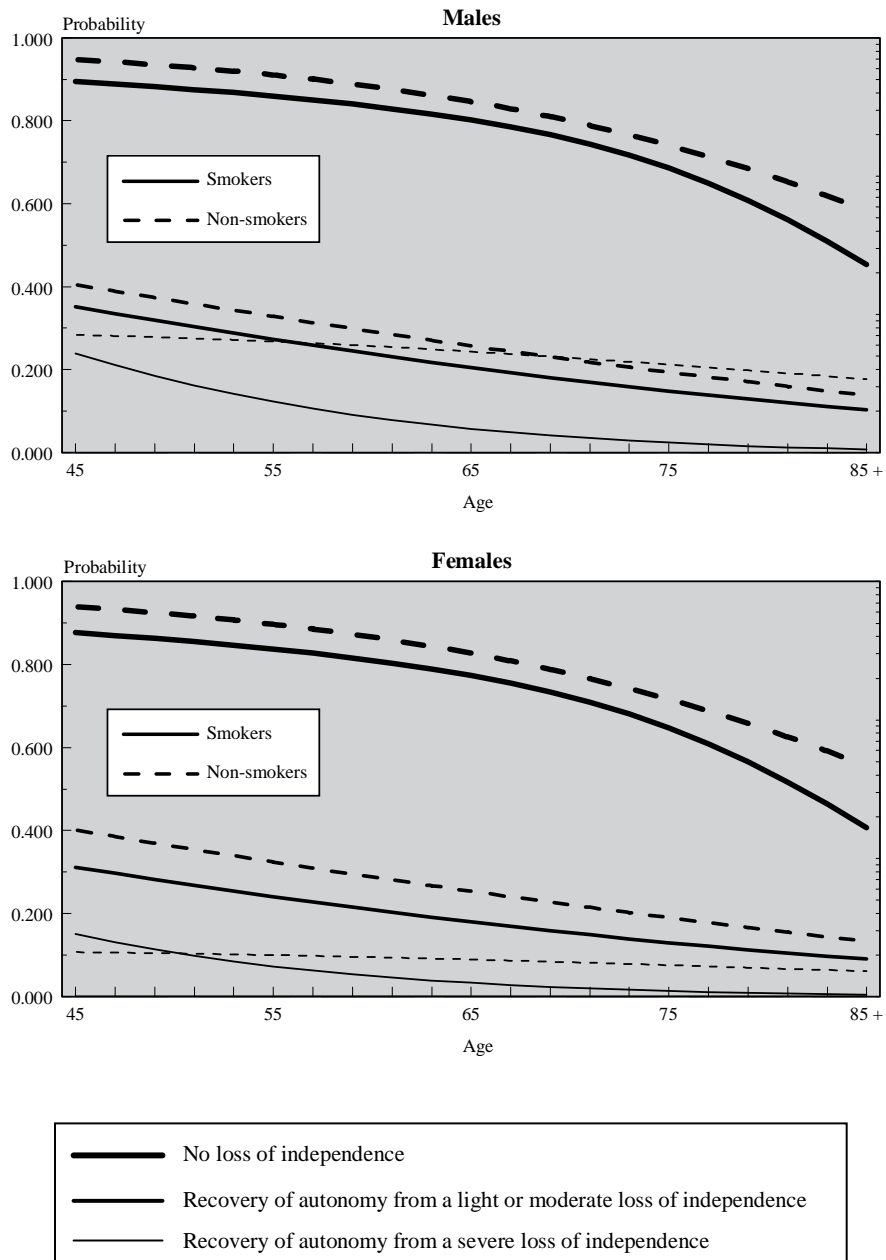 Males
Probability
1.000
0.800
0.600
0.400
0.200
0.000
Smokers
Non-smokers
45 55 65 75 85 +
Age
Females
Probability
1.000
0.800
0.600
0.400
0.200
0.000
Smokers
Non-smokers
45 55 65 75 85 +
Age
No loss of independence
Recovery of autonomy from a light or moderate loss of independence
Recovery of autonomy from a severe loss of independence